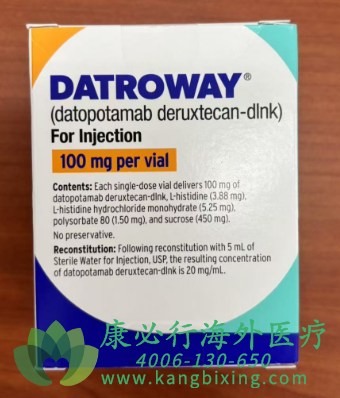 DATROWAY®
(datopotamab deruxtecan-dlnk)
For Injection
100 mg per vial
Contents: Each single-dose vial delivers 100 mg of
datopotamab deruxtecan-dlnk, L-histidine (3.88 mg),
L-histidine hydrochloride monohydrate (5.25 mg),
polysorbate 80 (1.50 mg), and sucrose (450 mg).
No preservative.
Reconstitution: Following reconstitution with 5 mL of
Sterile Water for Injection, USP, the resulting concentration
of datopotamab deruxtecan-dlnk is 20 mg/mL.
康必行海外医疗
4006-130-650
www.kangbixing.com